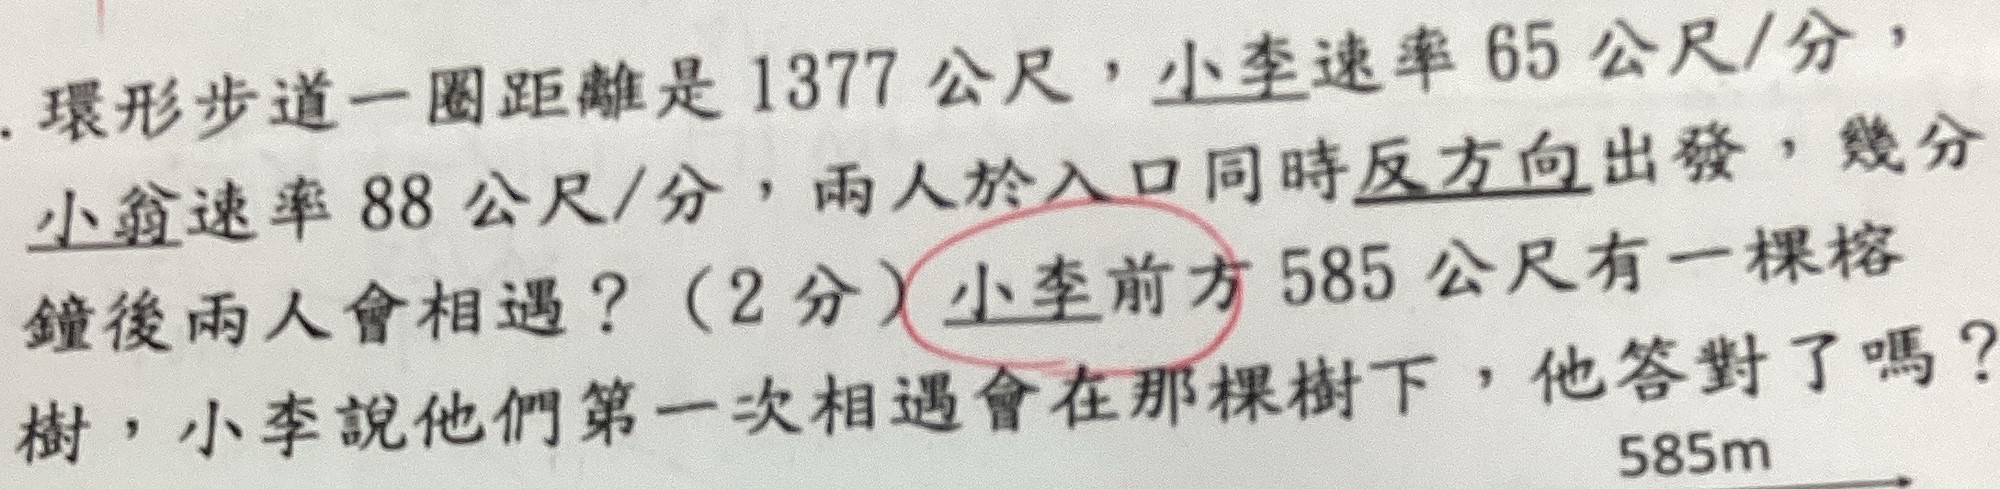 . 環形步道一圈距離是 1377 公尺，小李速率 65 公尺/分，
小翁速率 88 公尺/分，兩人於入口同時反方向出發，幾分
鐘後兩人會相遇？（2 分）小李前方 585 公尺有一棵榕
樹，小李說他們第一次相遇會在那棵樹下，他答對了嗎？
585m